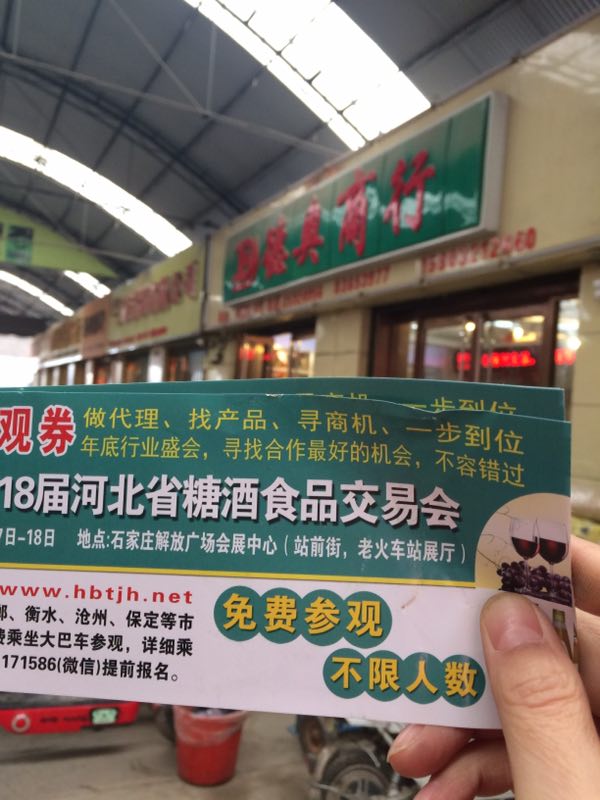 商行
观券
做代理、找产品、寻商机、一步到位
年底行业盛会，寻找合作最好的机会，不容错过
18届河北省糖酒食品交易会
7日-18日 地点:石家庄解放广场会展中心（站前街，老火车站展厅）
www.hbtjh.net
、衡水、沧州、保定等市
费乘坐大巴车参观，详细乘
171586(微信)提前报名。
免费参观
不限人数